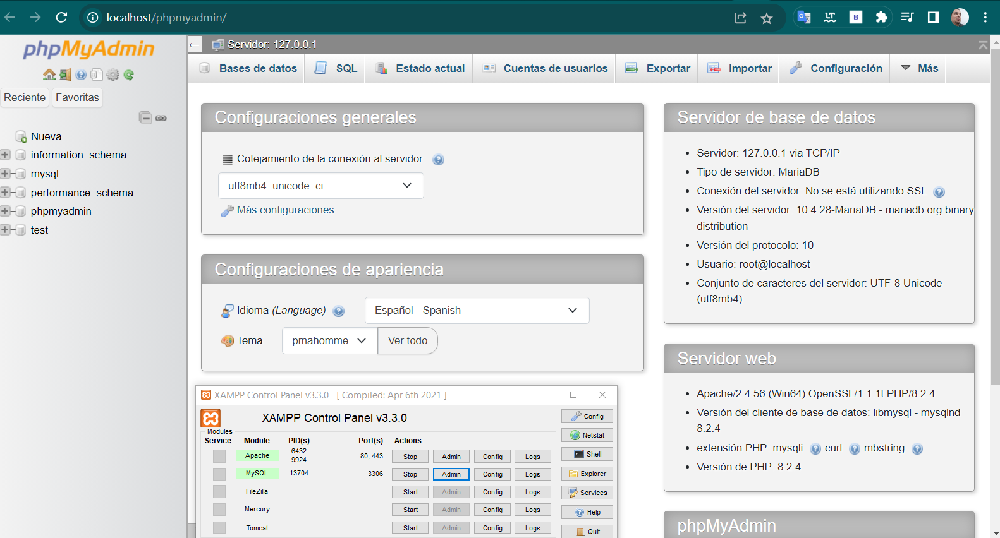 localhost/phpmyadmin/
phpMyAdmin
Reciente
Favoritas
Nueva
information_schema
mysql
performance_schema
phpmyadmin
test
Servidor: 127.0.0.1
Bases de datos
SQL
Estado actual
Cuentas de usuarios
Exportar
Importar
Configuración
Más
Configuraciones generales
Cotejamiento de la conexión al servidor:
utf8mb4_unicode_ci
Más configuraciones
Configuraciones de apariencia
Idioma (Language)
Español - Spanish
Tema
pmahomme
Ver todo
Servidor de base de datos
Servidor: 127.0.0.1 via TCP/IP
Tipo de servidor: MariaDB
Conexión del servidor: No se está utilizando SSL
Versión del servidor: 10.4.28-MariaDB - mariadb.org binary
distribution
Versión del protocolo: 10
Usuario: root@localhost
Conjunto de caracteres del servidor: UTF-8 Unicode
(utf8mb4)
Servidor web
Apache/2.4.56 (Win64) OpenSSL/1.1.1t PHP/8.2.4
Versión del cliente de base de datos: libmysql - mysqlnd
8.2.4
extensión PHP: mysqli curl mbstring
Versión de PHP: 8.2.4
phpMyAdmin
XAMPP Control Panel v3.3.0 [ Compiled: Apr 6th 2021 ]
XAMPP Control Panel v3.3.0
Modules
Service Module PID(s) Port(s) Actions
Apache 6432 80, 443 Stop Admin Config Logs
9924
MySQL 13704 3306 Stop Admin Config Logs
FileZilla Start Admin Config Logs
Mercury Start Admin Config Logs
Tomcat Start Admin Config Logs
Config
Netstat
Shell
Explorer
Services
Help
Quit